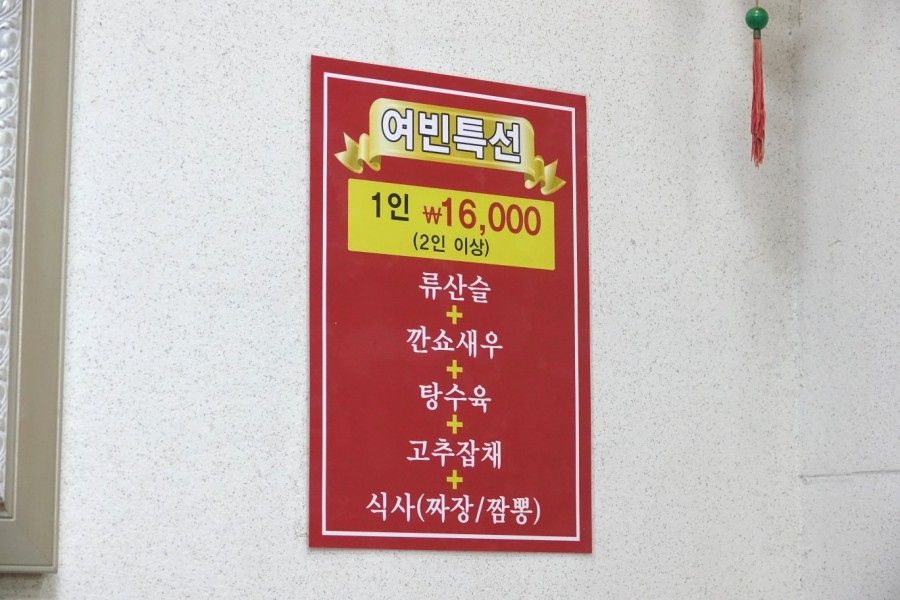 여빈특선
1인 ₩16,000
(2인 이상)
류산슬
+
깐쇼새우
+
탕수육
+
고추잡채
+
식사(짜장/짬뽕)